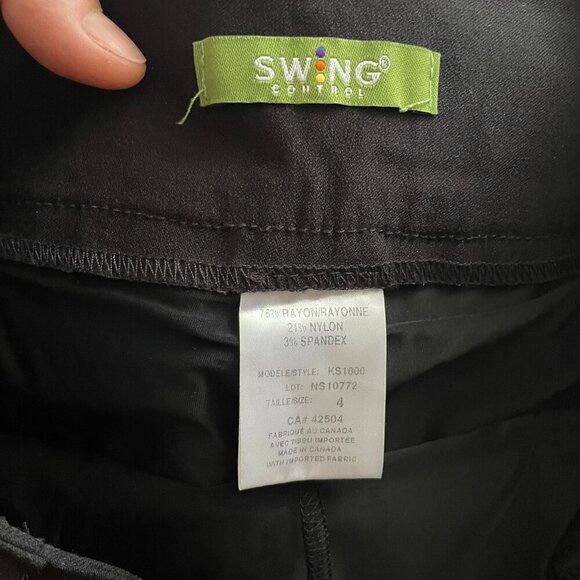 SWING®
CONTROL
76% RAYON/RAYONNE
21% NYLON
3% SPANDEX
MODELE/STYLE: KS1000
LOT: NS10772
TAILLE/SIZE: 4
CA# 42504
FABRIQUÉ AU CANADA
AVEC TISSU IMPORTÉE
MADE IN CANADA
WITH IMPORTED FABRIC